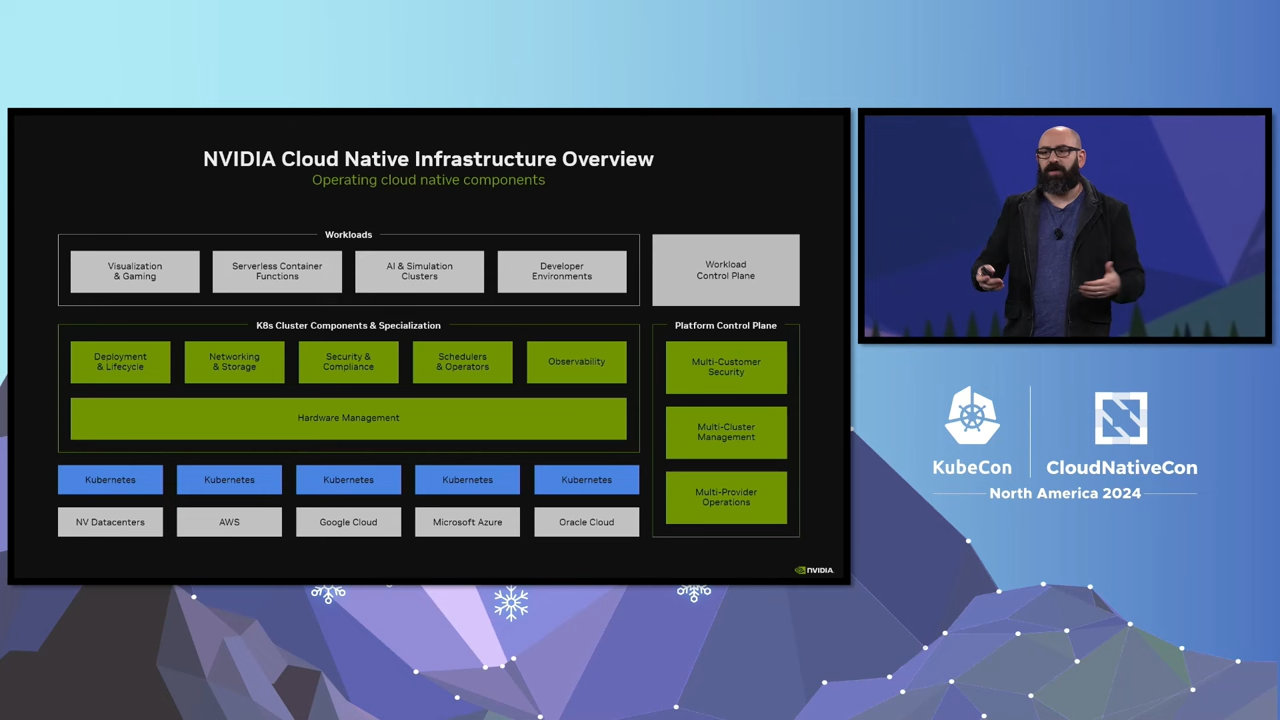 NVIDIA Cloud Native Infrastructure Overview
Operating cloud native components
Workloads
Visualization
& Gaming
Serverless Container
Functions
AI & Simulation
Clusters
Developer
Environments
Workload
Control Plane
K8s Cluster Components & Specialization
Deployment
& Lifecycle
Networking
& Storage
Security &
Compliance
Schedulers
& Operators
Observability
Hardware Management
Kubernetes
Kubernetes
Kubernetes
Kubernetes
Kubernetes
NV Datacenters
AWS
Google Cloud
Microsoft Azure
Oracle Cloud
Platform Control Plane
Multi-Customer
Security
Multi-Cluster
Management
Multi-Provider
Operations
NVIDIA.
KubeCon
CloudNativeCon
North America 2024